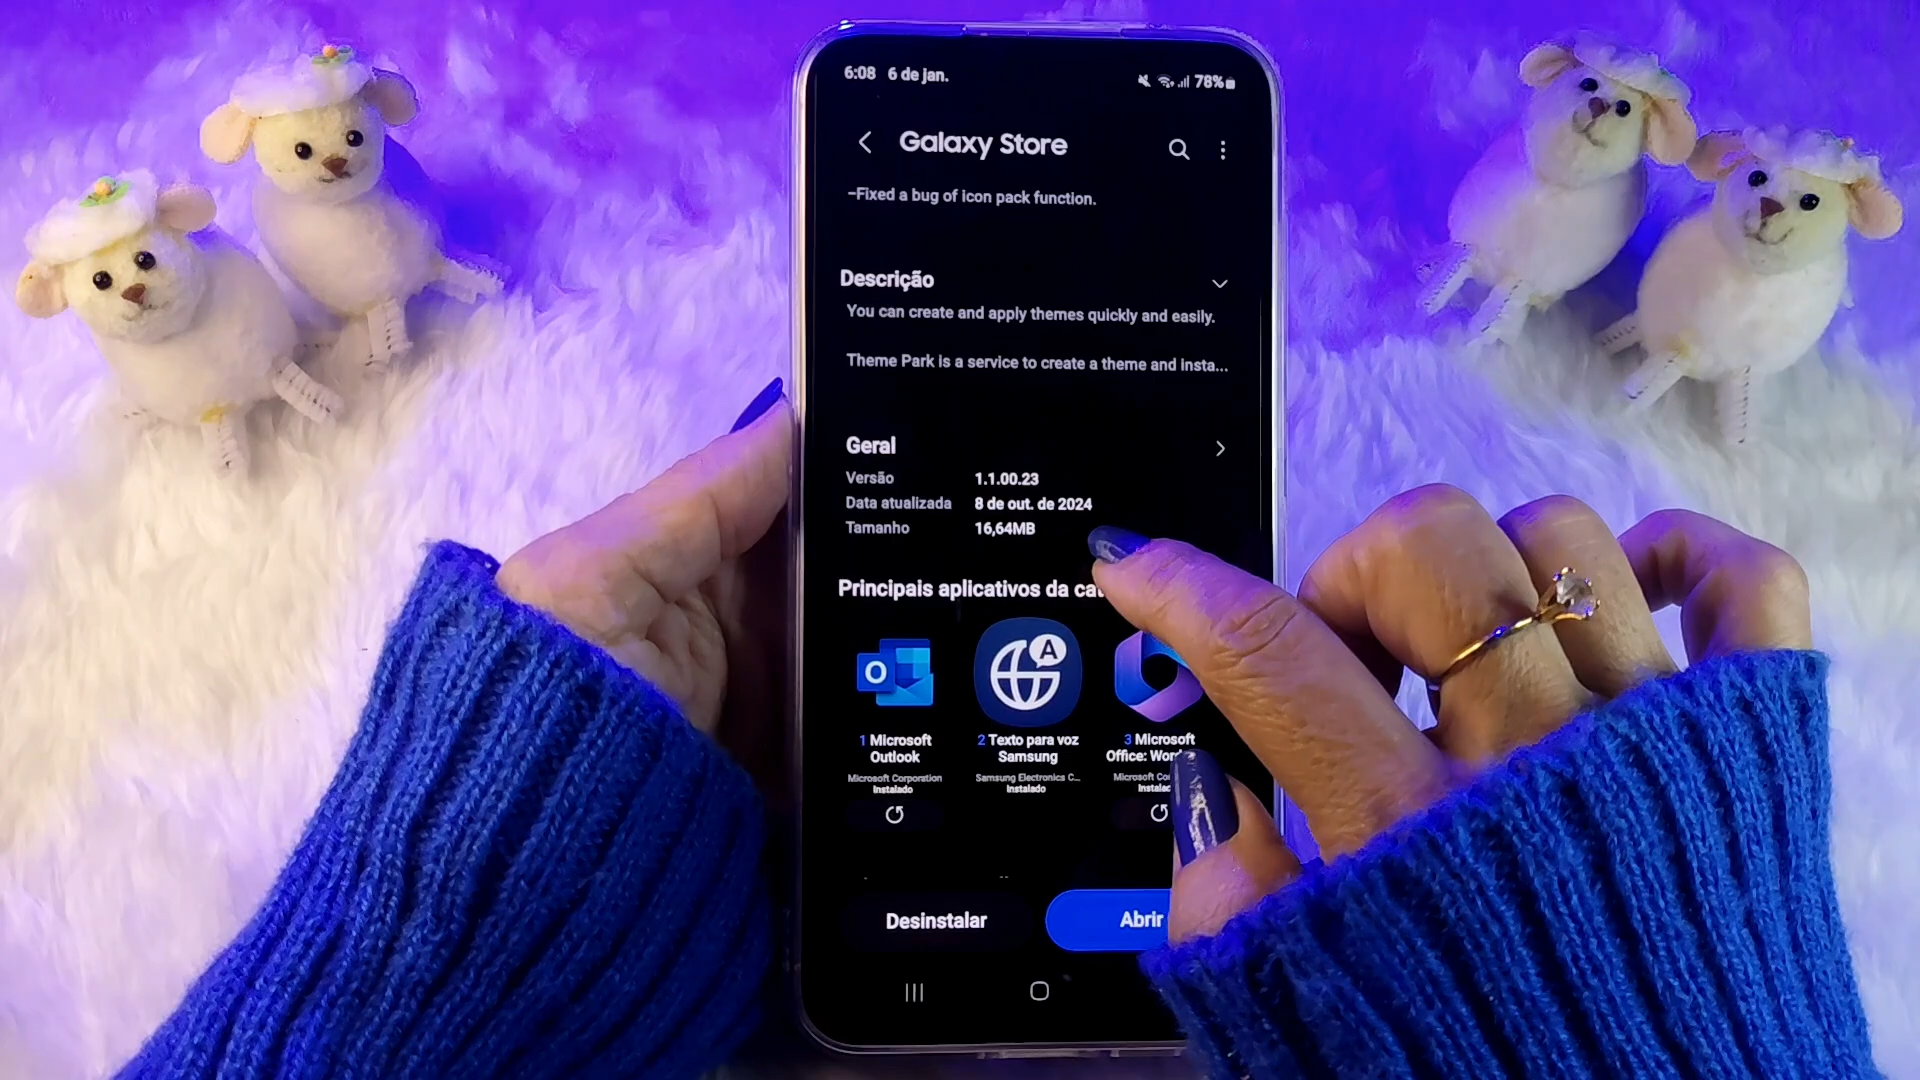 6:08 6 de jan.
78%
Galaxy Store
-Fixed a bug of icon pack function.
Descrição
You can create and apply themes quickly and easily.
Theme Park is a service to create a theme and insta...
Geral
Versão 1.1.00.23
Data atualizada 8 de out. de 2024
Tamanho 16,64MB
Principais aplicativos da
O A
1 Microsoft Outlook
Microsoft Corporation
Instalado
2 Texto para voz Samsung
Samsung Electronics C...
Instalado
3 Microsoft
Office:
Microsoft
Desinstalar
Abrir